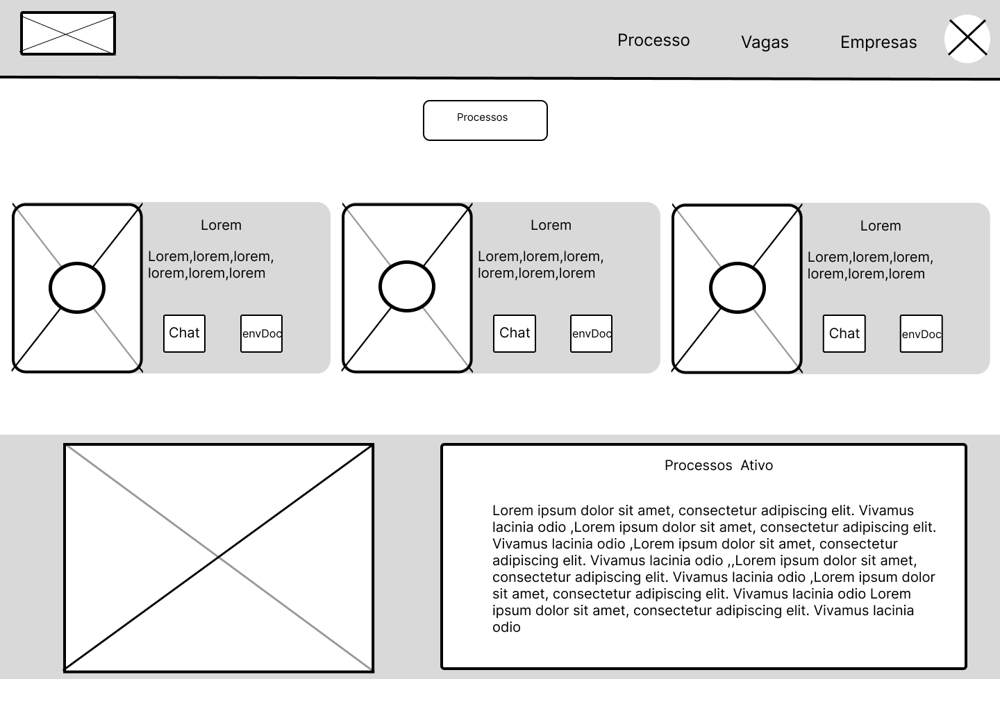 Processo
Vagas
Empresas
Processos
Lorem
Lorem,lorem,lorem,
lorem,lorem,lorem
Chat
envDoc
Lorem
Lorem,lorem,lorem,
lorem,lorem,lorem
Chat
envDoc
Lorem
Lorem,lorem,lorem,
lorem,lorem,lorem
Chat
envDoc
Processos  Ativo
Lorem ipsum dolor sit amet, consectetur adipiscing elit. Vivamus
lacinia odio ,Lorem ipsum dolor sit amet, consectetur adipiscing elit.
Vivamus lacinia odio ,Lorem ipsum dolor sit amet, consectetur
adipiscing elit. Vivamus lacinia odio ,,Lorem ipsum dolor sit amet,
consectetur adipiscing elit. Vivamus lacinia odio ,Lorem ipsum dolor
sit amet, consectetur adipiscing elit. Vivamus lacinia odio Lorem
ipsum dolor sit amet, consectetur adipiscing elit. Vivamus lacinia
odio